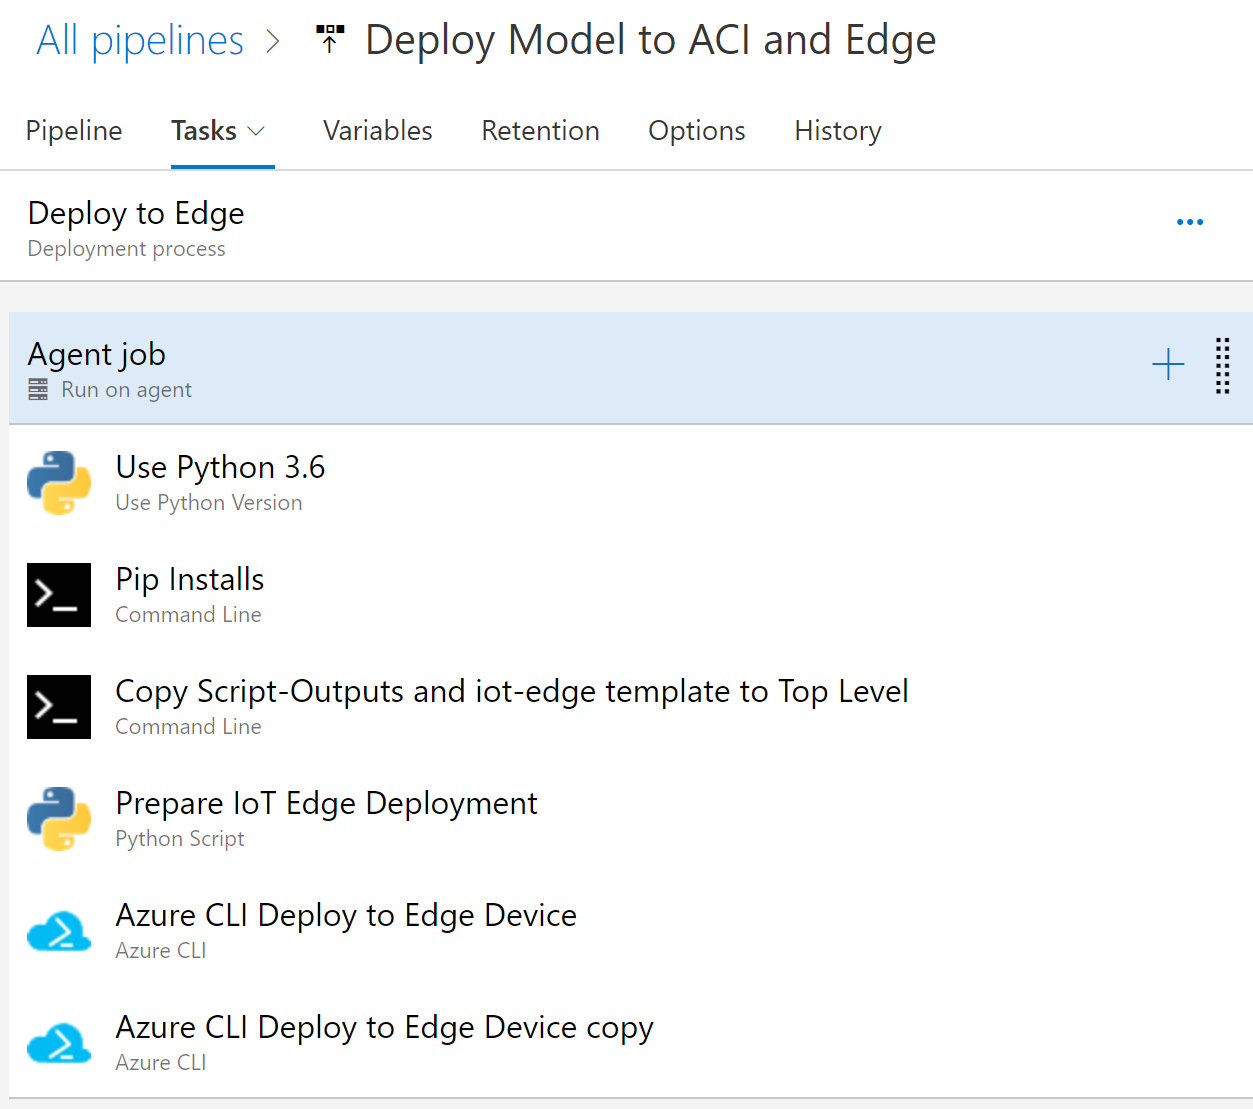 All pipelines > Deploy Model to ACI and Edge
Pipeline Tasks Variables Retention Options History
Deploy to Edge
Deployment process
Agent job
Run on agent
Use Python 3.6
Use Python Version
Pip Installs
Command Line
Copy Script-Outputs and iot-edge template to Top Level
Command Line
Prepare IoT Edge Deployment
Python Script
Azure CLI Deploy to Edge Device
Azure CLI
Azure CLI Deploy to Edge Device copy
Azure CLI